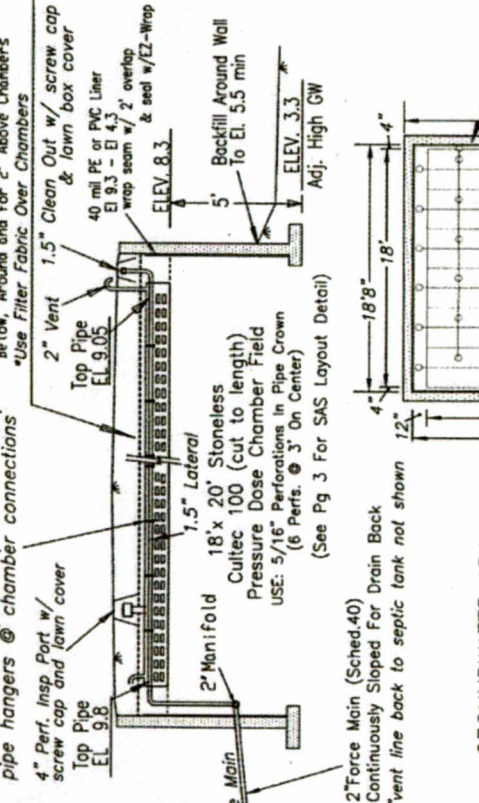 pipe hangers @ chamber connections
4" Perf. Insp Port w/
screw cap and lawn cover
Top Pipe
EL 9.8
Below, Around and for 2" Above Chambers
*Use Filter Fabric Over Chambers
2" Vent
1.5" Clean Out w/ screw cap
& lawn box cover
Top Pipe
EL 9.05
40 mil PE or PVC Liner
El 9.3 - El 4.3
wrap seam w/ 2' overlap
& seal w/EZ-Wrap
ELEV. 8.3
5'
Backfill Around Wall
To El. 5.5 min
ELEV. 3.3
Adj. High GW
1.5" Lateral
2" Manifold
18'x 20' Stoneless
Cultec 100 (cut to length)
Pressure Dose Chamber Field
USE: 5/16" Perforations In Pipe Crown
(6 Perfs. @ 3' On Center)
(See Pg 3 For SAS Layout Detail)
Main
2"Force Main (Sched.40)
Continuously Sloped For Drain Back
vent line back to septic tank not shown
4"
18'8"
18'
4"
12"